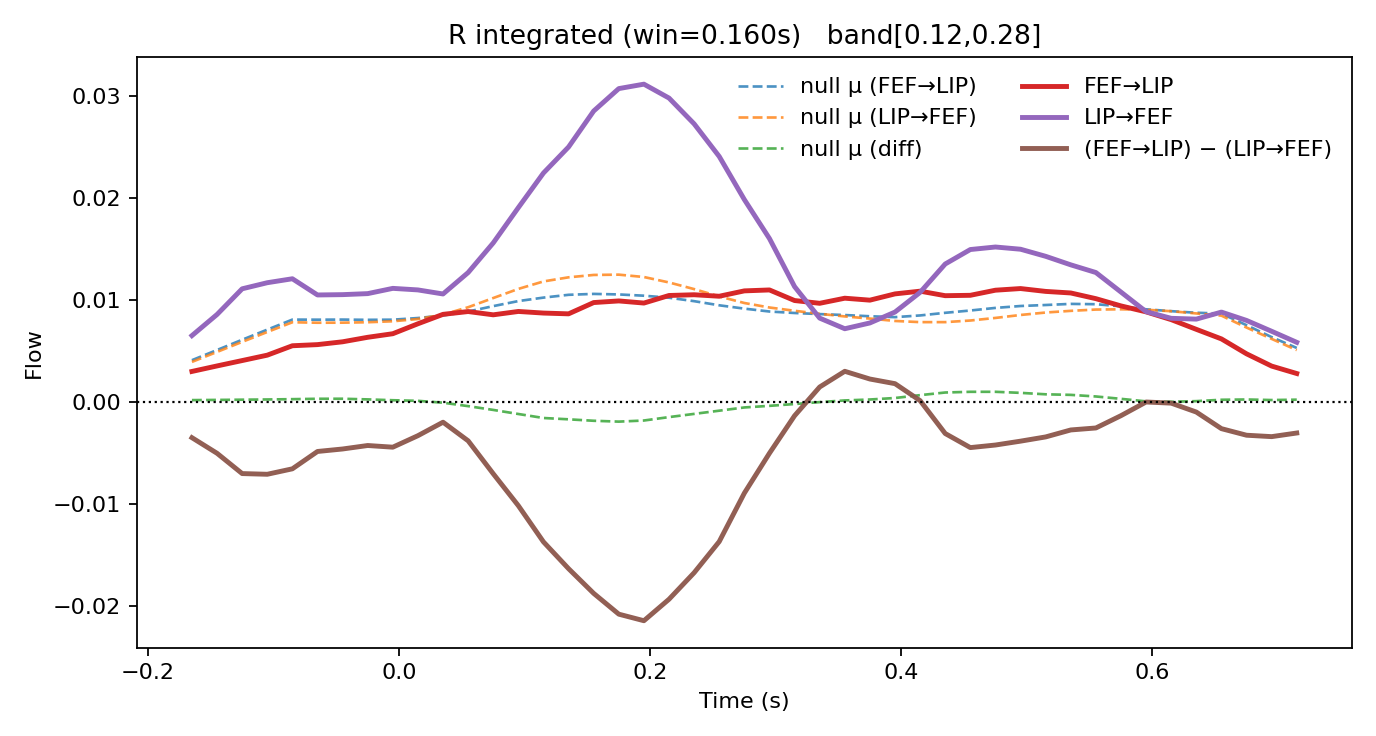 R integrated (win=0.160s)   band[0.12,0.28]
null μ (FEF→LIP)
null μ (LIP→FEF)
null μ (diff)
FEF→LIP
LIP→FEF
(FEF→LIP) − (LIP→FEF)
Flow
0.03
0.02
0.01
0.00
−0.01
−0.02
−0.2
0.0
0.2
0.4
0.6
Time (s)